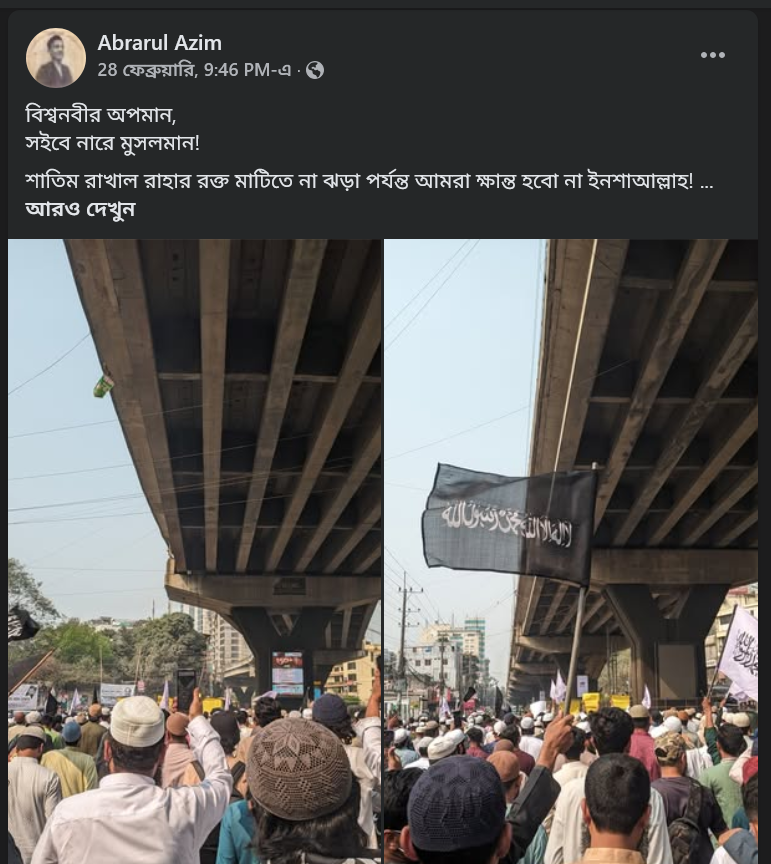 Abrarul Azim
28 ফেব্রুয়ারি, 9:46 PM-এ ·
বিশ্বনবীর অপমান,
সইবে নারে মুসলমান!
শাতিম রাখাল রাহার রক্ত মাটিতে না ঝড়া পর্যন্ত আমরা ক্ষান্ত হবো না ইনশাআল্লাহ! ...
আরও দেখুন
لا إله إلا الله محمد رسول الله